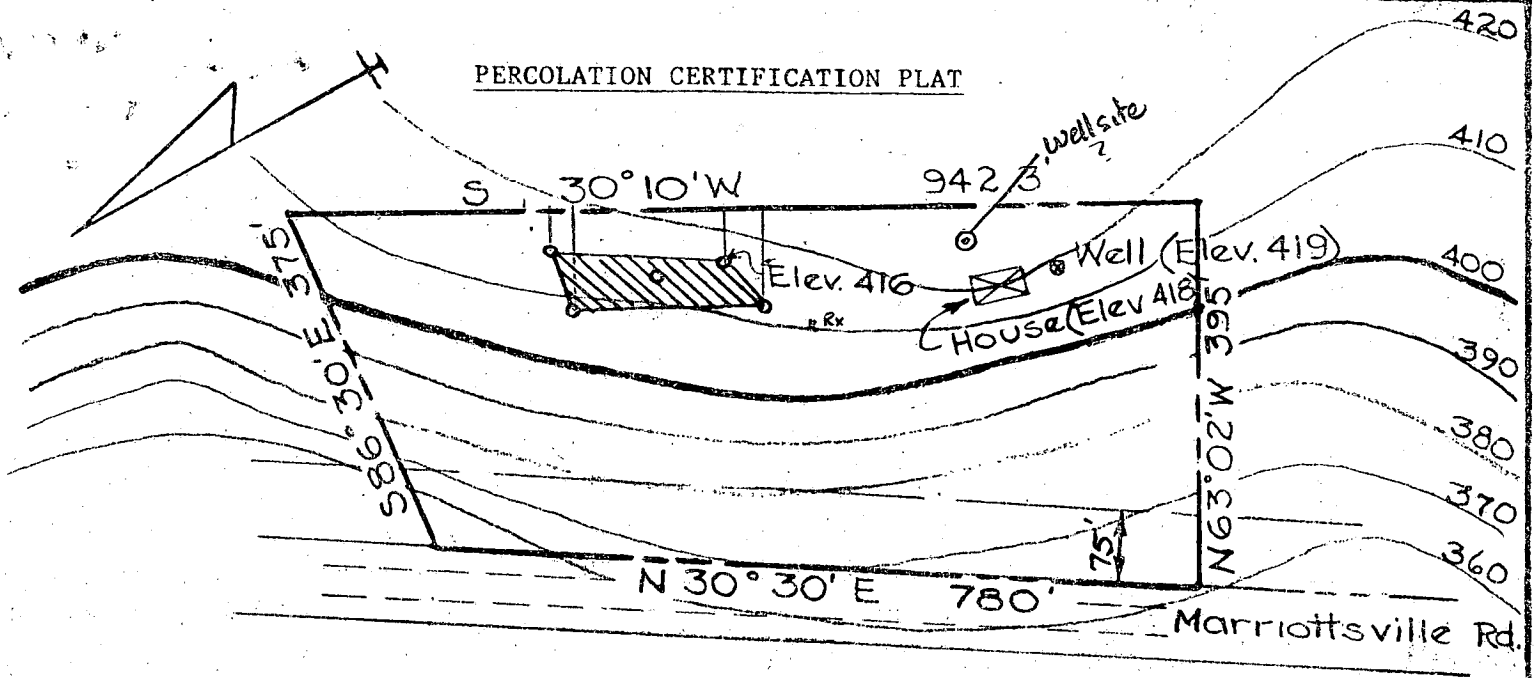 PERCOLATION CERTIFICATION PLAT
420
410
400
390
380
370
360
wellsite
?
S 30°10'W 942.3'
S86°30'E 375'
Elev. 416
Well (Elev. 419)
House (Elev 418)
Rx
N63°02'W 395'
75'
N 30°30' E 780'
Marriottsville Rd.